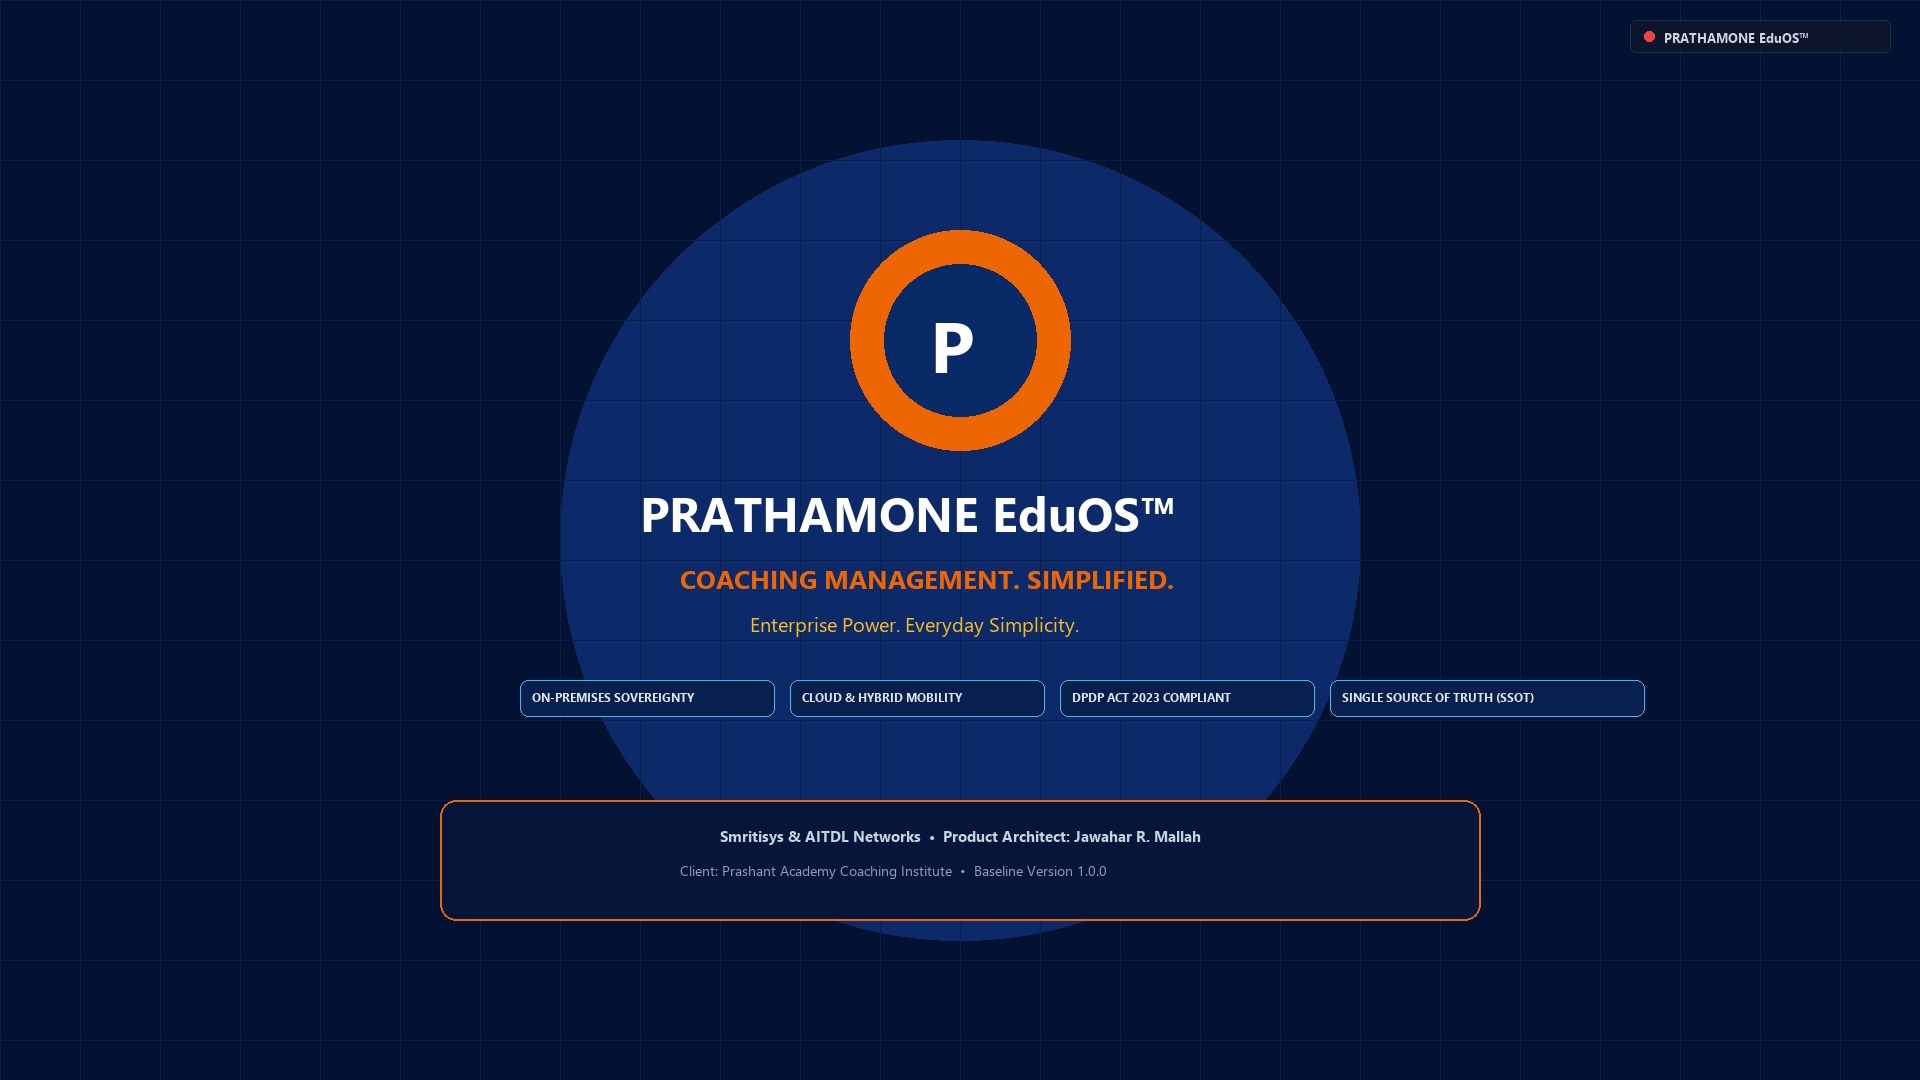 PRATHAMONE EduOS™
P
PRATHAMONE EduOS™
COACHING MANAGEMENT. SIMPLIFIED.
Enterprise Power. Everyday Simplicity.
ON-PREMISES SOVEREIGNTY
CLOUD & HYBRID MOBILITY
DPDP ACT 2023 COMPLIANT
SINGLE SOURCE OF TRUTH (SSOT)
Smritisys & AITDL Networks • Product Architect: Jawahar R. Mallah
Client: Prashant Academy Coaching Institute • Baseline Version 1.0.0